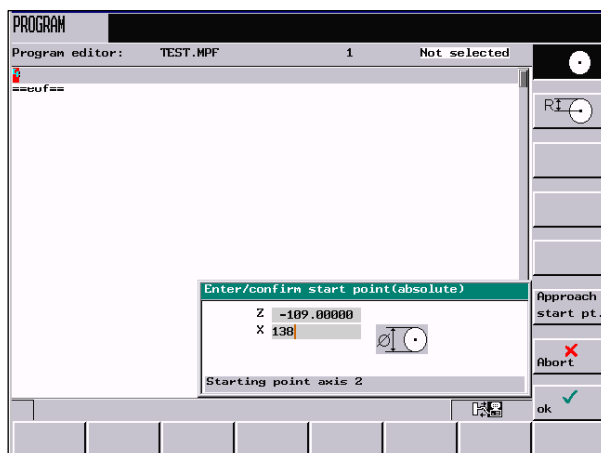 PROGRAM
Program editor: TEST.MPF 1 Not selected
==eof==
R
Enter/confirm start point(absolute)
Z -109.00000
X 138
Starting point axis 2
Approach
start pt.
Abort
ok